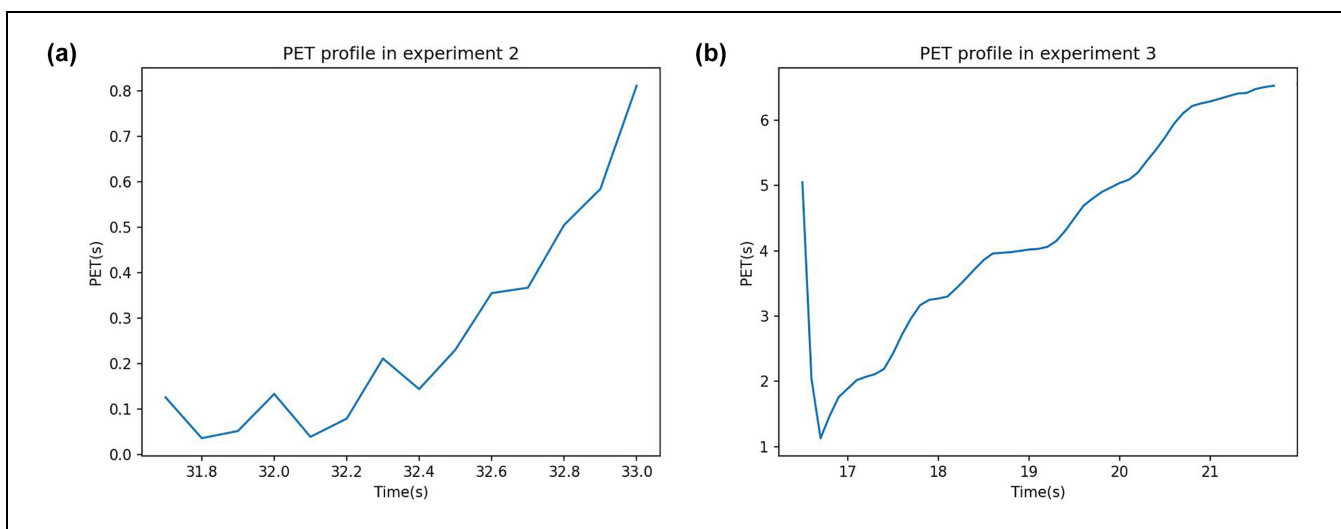 (a)
PET profile in experiment 2
0.8
0.7
0.6
0.5
0.4
0.3
0.2
0.1
0.0
PET(s)
31.8 32.0 32.2 32.4 32.6 32.8 33.0
Time(s)
(b)
PET profile in experiment 3
6
5
4
3
2
1
PET(s)
17 18 19 20 21
Time(s)